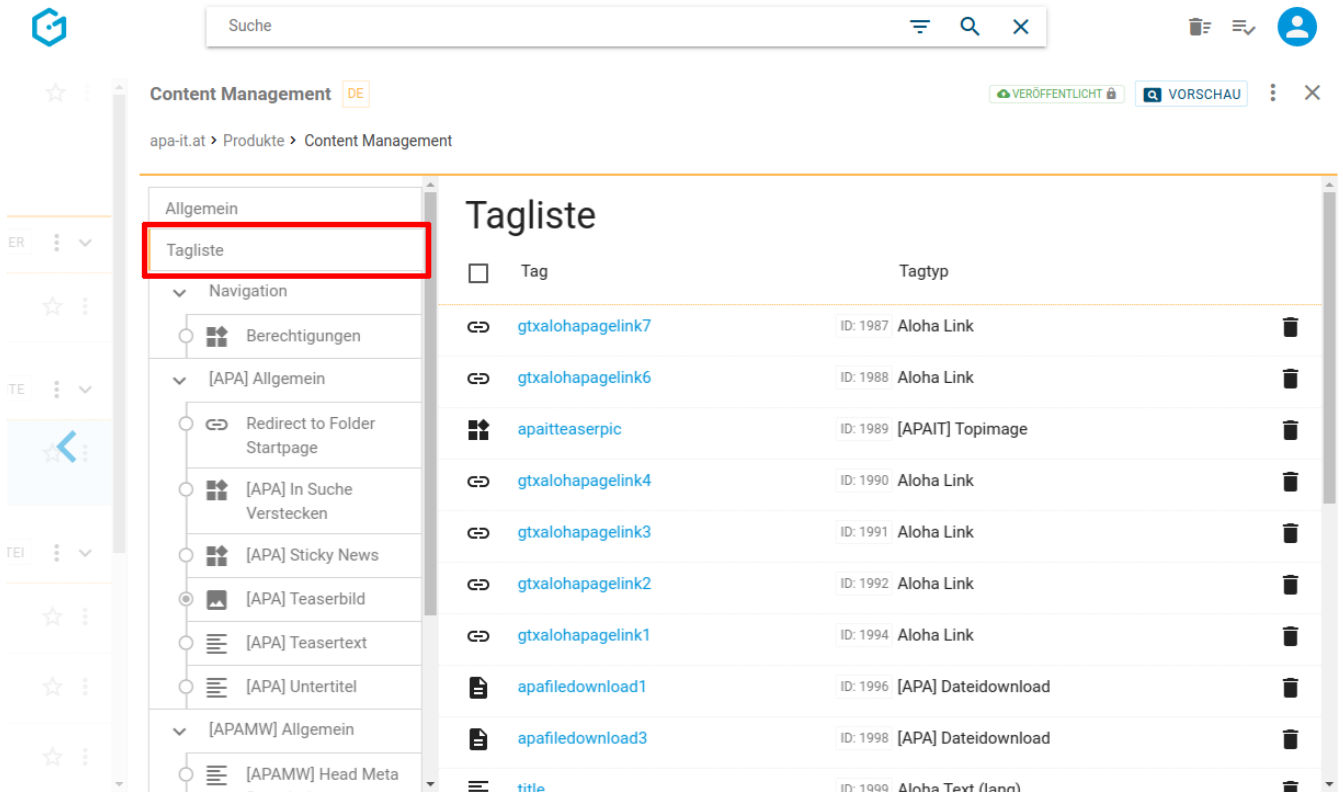 Suche
Content Management DE
VERÖFFENTLICHT
VORSCHAU
apa-it.at > Produkte > Content Management
Allgemein
Tagliste
Navigation
Berechtigungen
[APA] Allgemein
Redirect to Folder
Startpage
[APA] In Suche
Verstecken
[APA] Sticky News
[APA] Teaserbild
[APA] Teasertext
[APA] Untertitel
[APAMW] Allgemein
[APAMW] Head Meta
Tagliste
Tag Tagtyp
gtxalohapagelink7 ID: 1987 Aloha Link
gtxalohapagelink6 ID: 1988 Aloha Link
apaitteaserpic ID: 1989 [APAIT] Topimage
gtxalohapagelink4 ID: 1990 Aloha Link
gtxalohapagelink3 ID: 1991 Aloha Link
gtxalohapagelink2 ID: 1992 Aloha Link
gtxalohapagelink1 ID: 1994 Aloha Link
apafiledownload1 ID: 1996 [APA] Dateidownload
apafiledownload3 ID: 1998 [APA] Dateidownload
title ID: 1999 Aloha Text (lang)
ER
TE
TEI